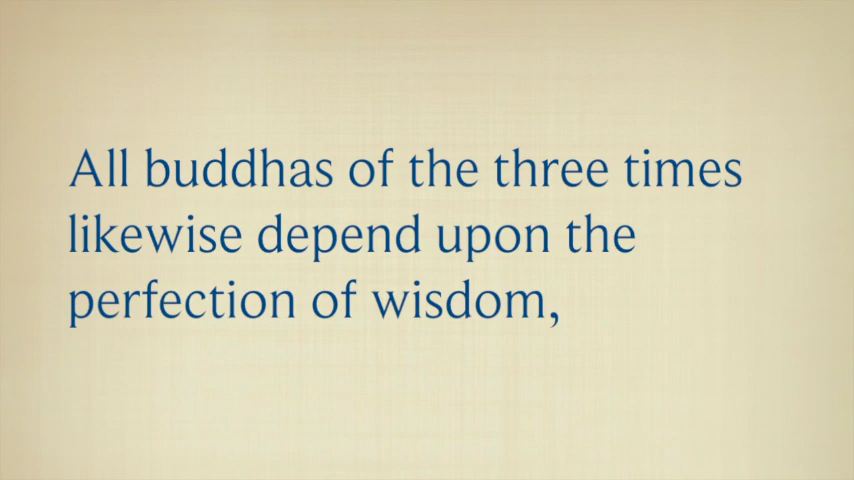 All buddhas of the three times
likewise depend upon the
perfection of wisdom,